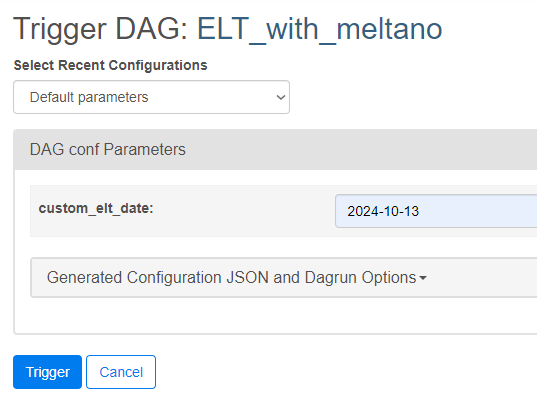 Trigger DAG: ELT_with_meltano
Select Recent Configurations
Default parameters
DAG conf Parameters
custom_elt_date: 2024-10-13
Generated Configuration JSON and Dagrun Options
Trigger Cancel